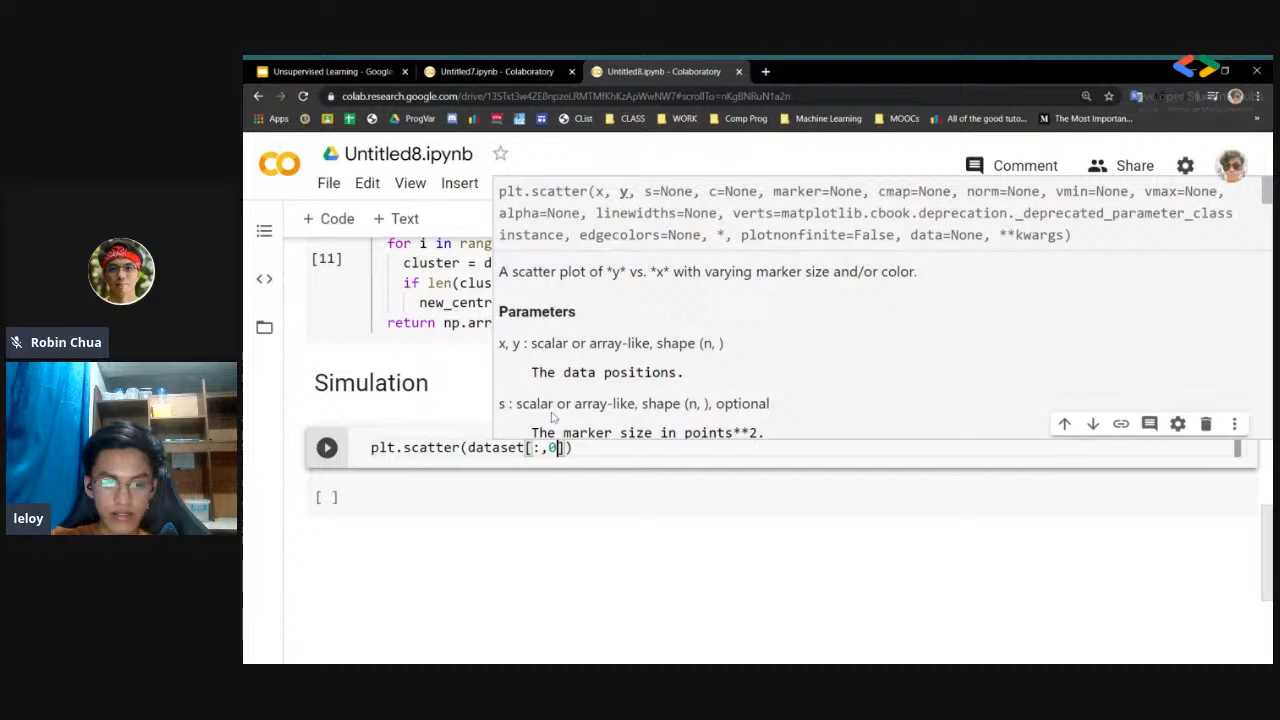 Unsupervised Learning - Google
Untitled7.ipynb - Colaboratory
Untitled8.ipynb - Colaboratory
Apps
ProgVar
CList
CLASS
WORK
Comp Prog
Machine Learning
MOOCs
All of the good tuto...
The Most Importan...
CO
Untitled8.ipynb
Comment
Share
File
Edit
View
Insert
+ Code
+ Text
plt.scatter(x, y, s=None, c=None, marker=None, cmap=None, norm=None, vmin=None, vmax=None,
alpha=None, linewidths=None, verts=matplotlib.cbook.deprecation._deprecated_parameter_class
instance, edgecolors=None, *, plotnonfinite=False, data=None, **kwargs)
A scatter plot of *y* vs. *x* with varying marker size and/or color.
Parameters
x, y : scalar or array-like, shape (n, )
The data positions.
s : scalar or array-like, shape (n, ), optional
The marker size in points**2.
[11]
for i in rang
cluster = d
if len(clus
new_centr
return np.arr
Simulation
plt.scatter(dataset[:,0])
[ ]
Robin Chua
leloy